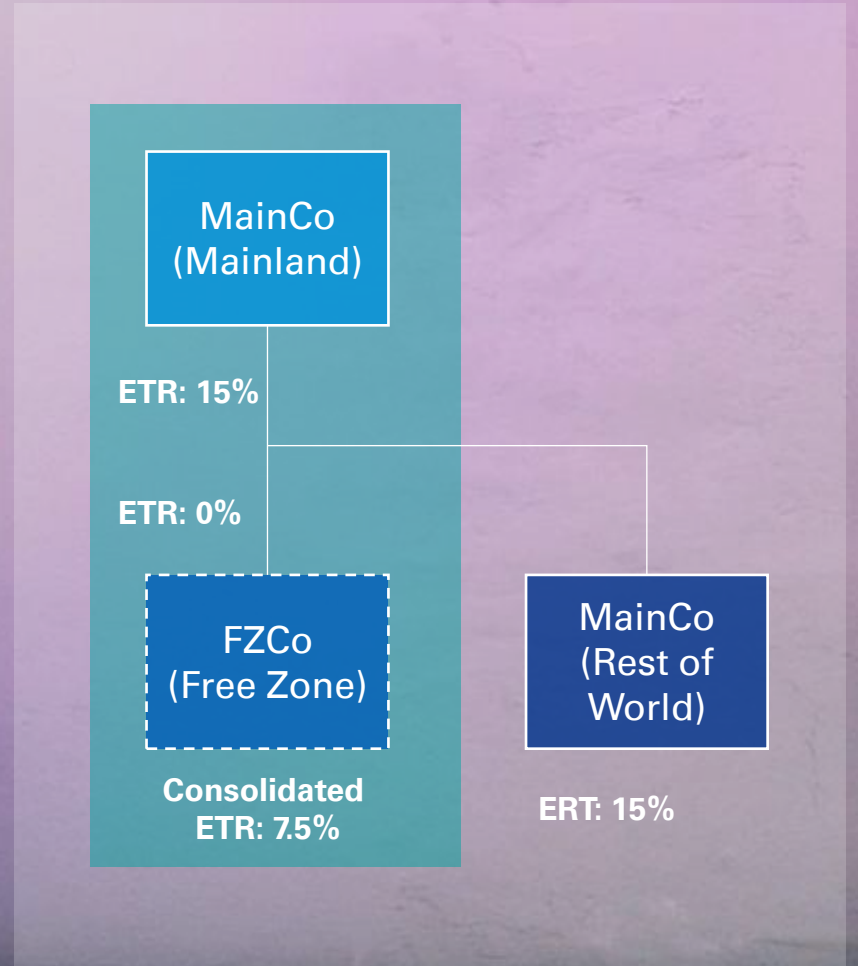 MainCo
(Mainland)
ETR: 15%
ETR: 0%
FZCo
(Free Zone)
Consolidated
ETR: 7.5%
MainCo
(Rest of
World)
ERT: 15%